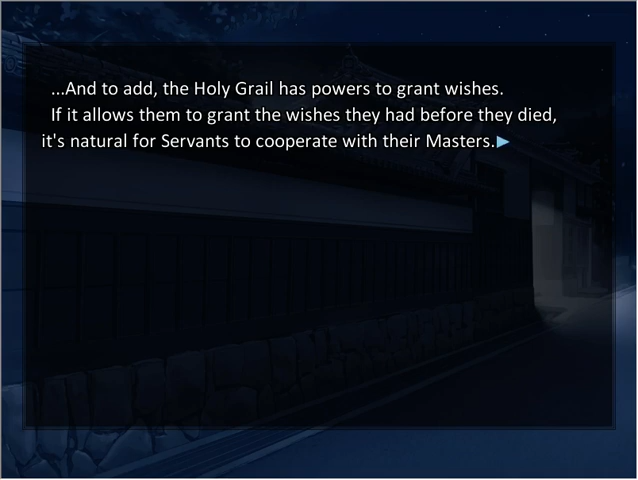 ...And to add, the Holy Grail has powers to grant wishes.
If it allows them to grant the wishes they had before they died,
it's natural for Servants to cooperate with their Masters.